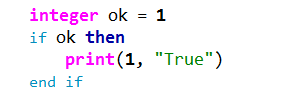 integer ok = 1
if ok then
    print(1, "True")
end if